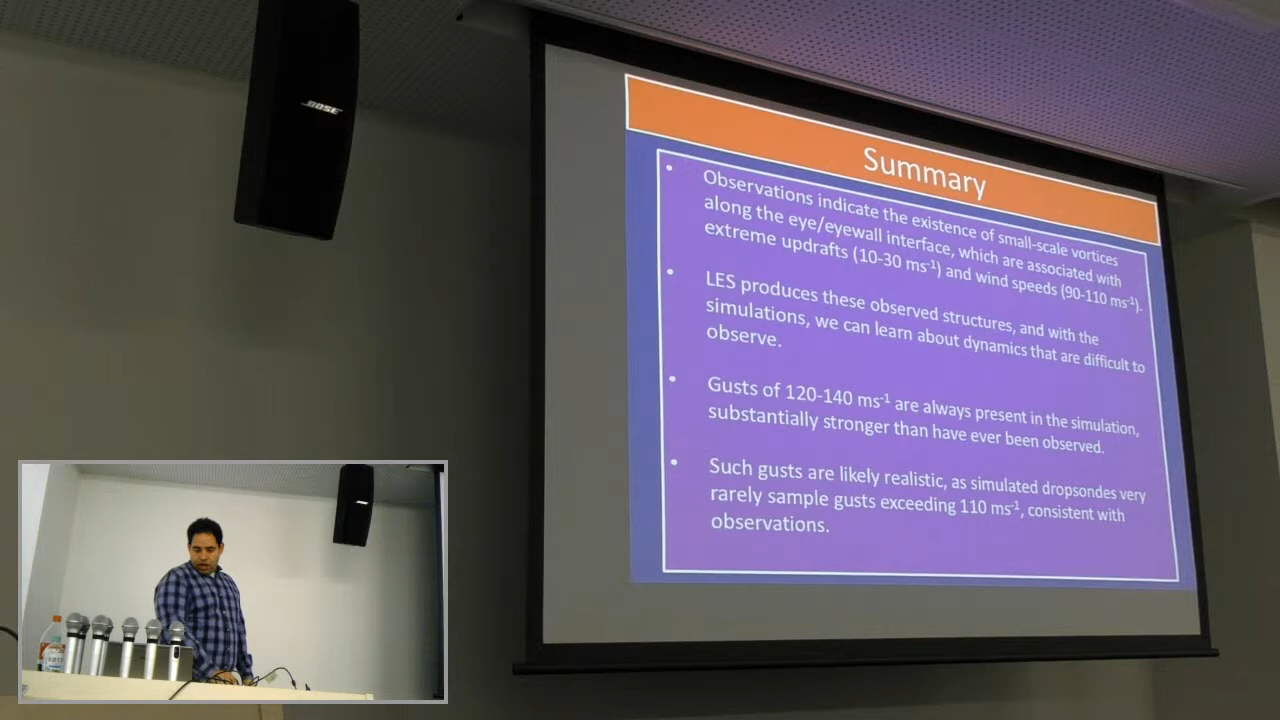 BOSE
Summary
• Observations indicate the existence of small-scale vortices
along the eye/eyewall interface, which are associated with
extreme updrafts (10-30 ms⁻¹) and wind speeds (90-110 ms⁻¹).
• LES produces these observed structures, and with the
simulations, we can learn about dynamics that are difficult to
observe.
• Gusts of 120-140 ms⁻¹ are always present in the simulation,
substantially stronger than have ever been observed.
• Such gusts are likely realistic, as simulated dropsondes very
rarely sample gusts exceeding 110 ms⁻¹, consistent with
observations.